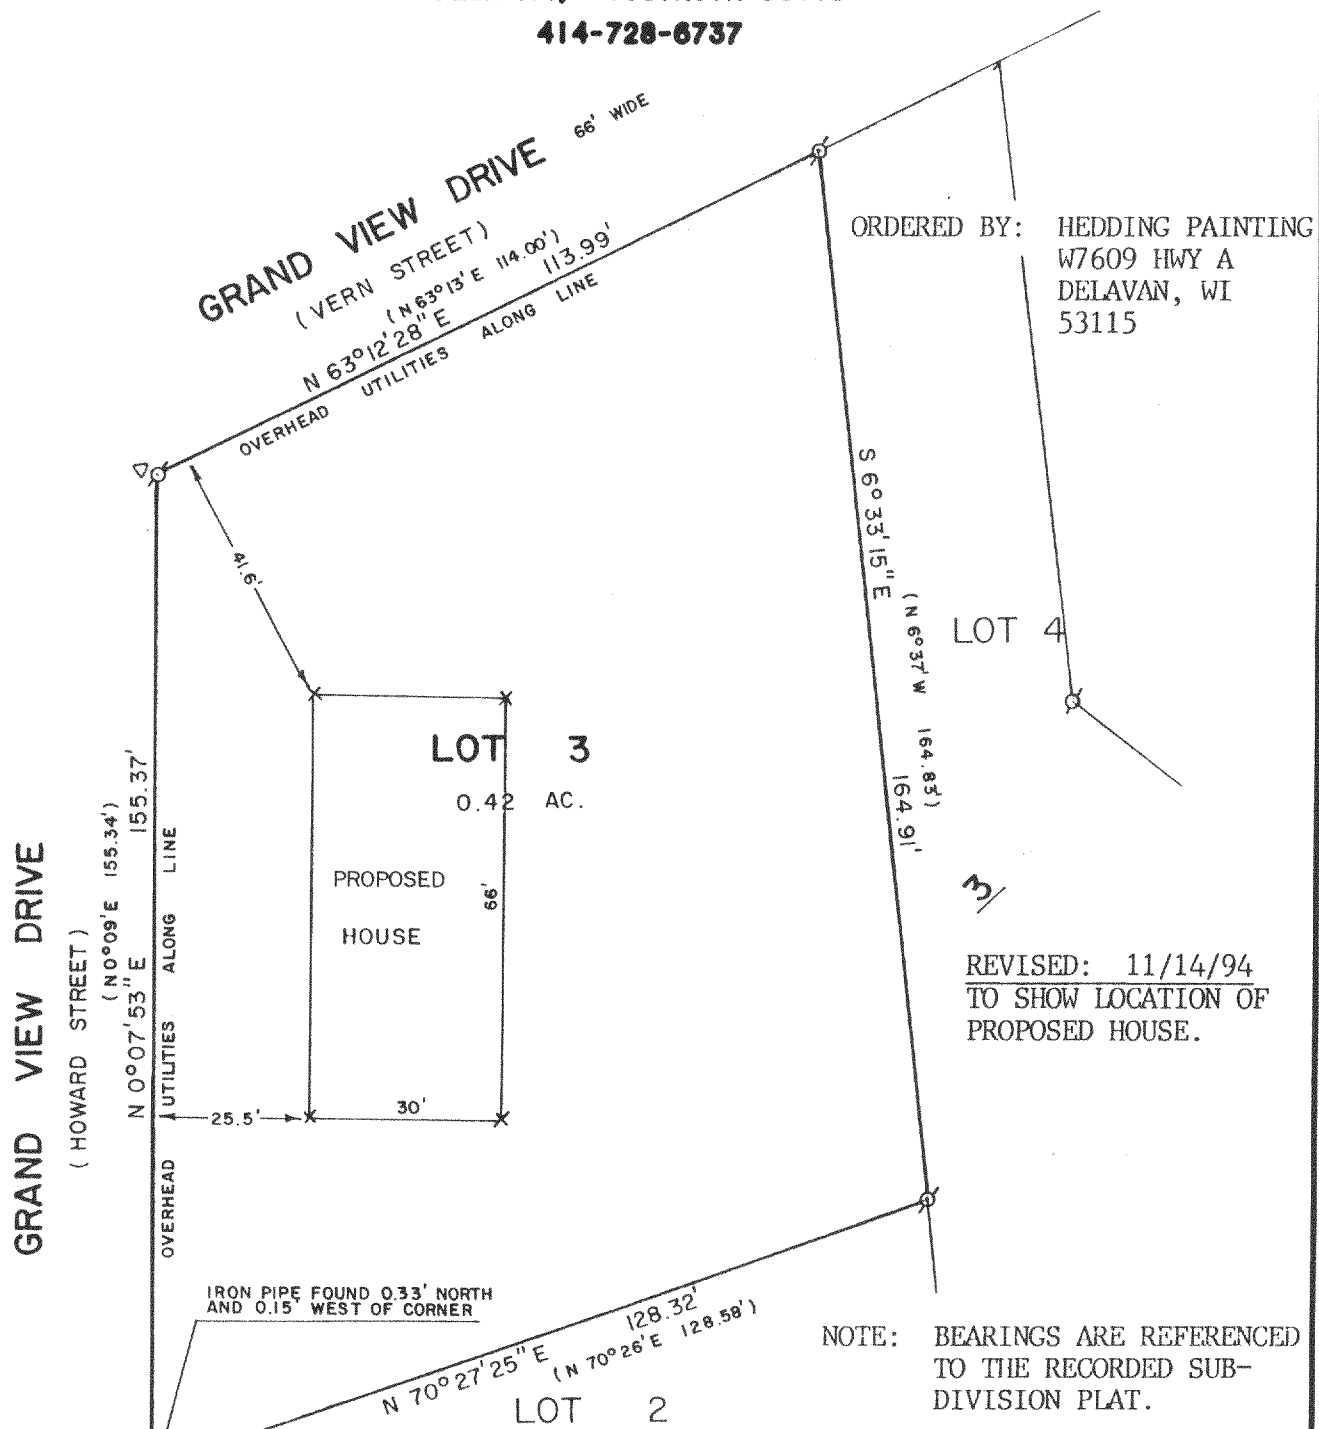 414-728-6737
GRAND VIEW DRIVE 66' WIDE
(VERN STREET)
(N 63°13' E 114.00')
N 63°12'28" E 113.99'
OVERHEAD UTILITIES ALONG LINE
ORDERED BY: HEDDING PAINTING
W7609 HWY A
DELAVAN, WI
53115
41.6'
S 6°33'15" E
164.91'
(N 6°37' W 164.83')
LOT 4
LOT 3
0.42 AC.
PROPOSED
HOUSE
66'
30'
25.5'
GRAND VIEW DRIVE
(HOWARD STREET)
(N 0°09' E 155.34')
N 0°07'53" E 155.37'
OVERHEAD UTILITIES ALONG LINE
3
REVISED: 11/14/94
TO SHOW LOCATION OF
PROPOSED HOUSE.
IRON PIPE FOUND 0.33' NORTH
AND 0.15' WEST OF CORNER
128.32'
N 70°27'25" E
(N 70°26' E 128.58')
LOT 2
NOTE: BEARINGS ARE REFERENCED
TO THE RECORDED SUB-
DIVISION PLAT.